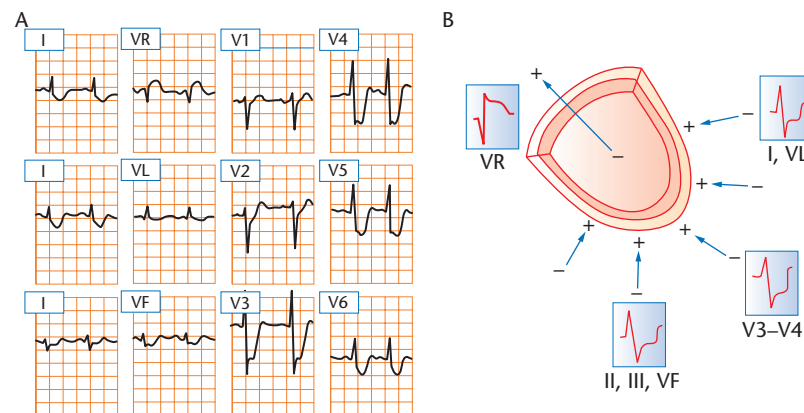 A
I
VR
V1
V4
I
VL
V2
V5
I
VF
V3
V6
B
+
−
+
−
I, VL
VR
+
−
+
+
+
−
−
−
V3–V4
II, III, VF